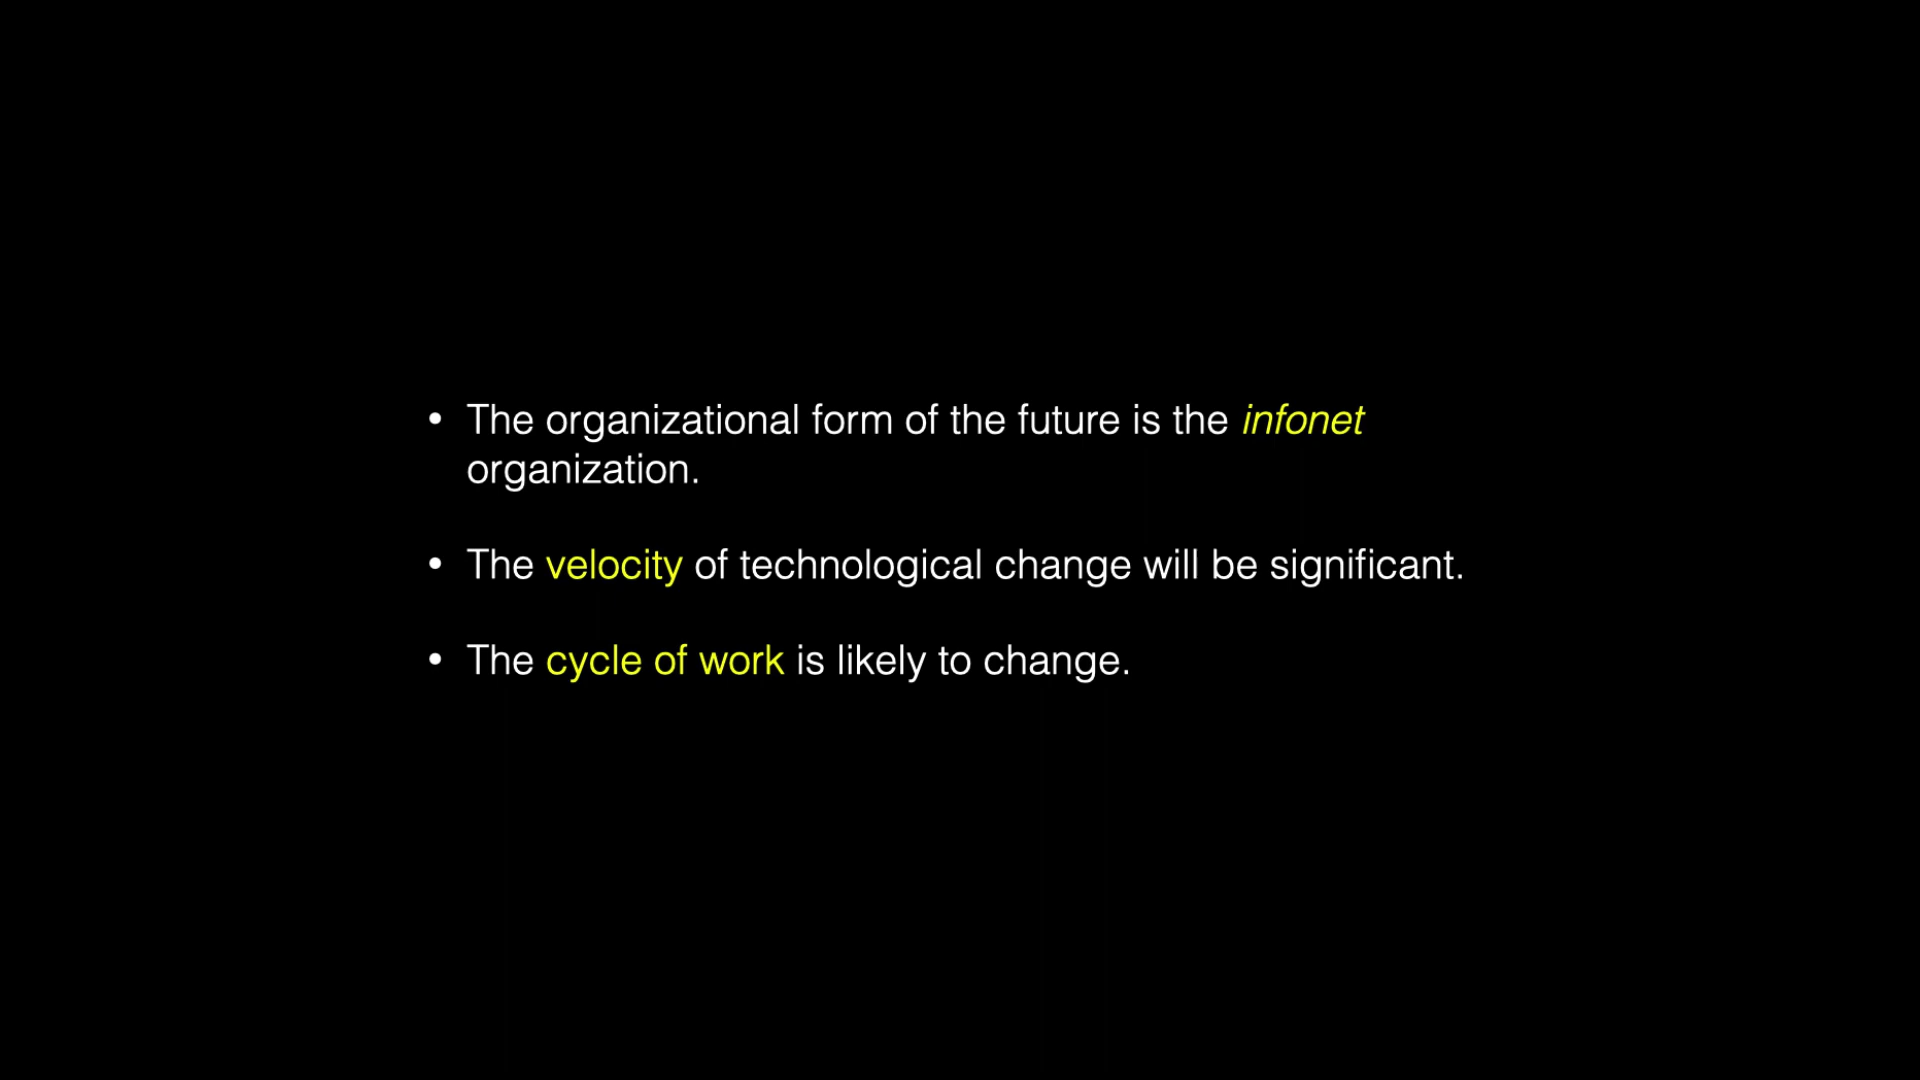 • The organizational form of the future is the infonet
organization.
• The velocity of technological change will be significant.
• The cycle of work is likely to change.